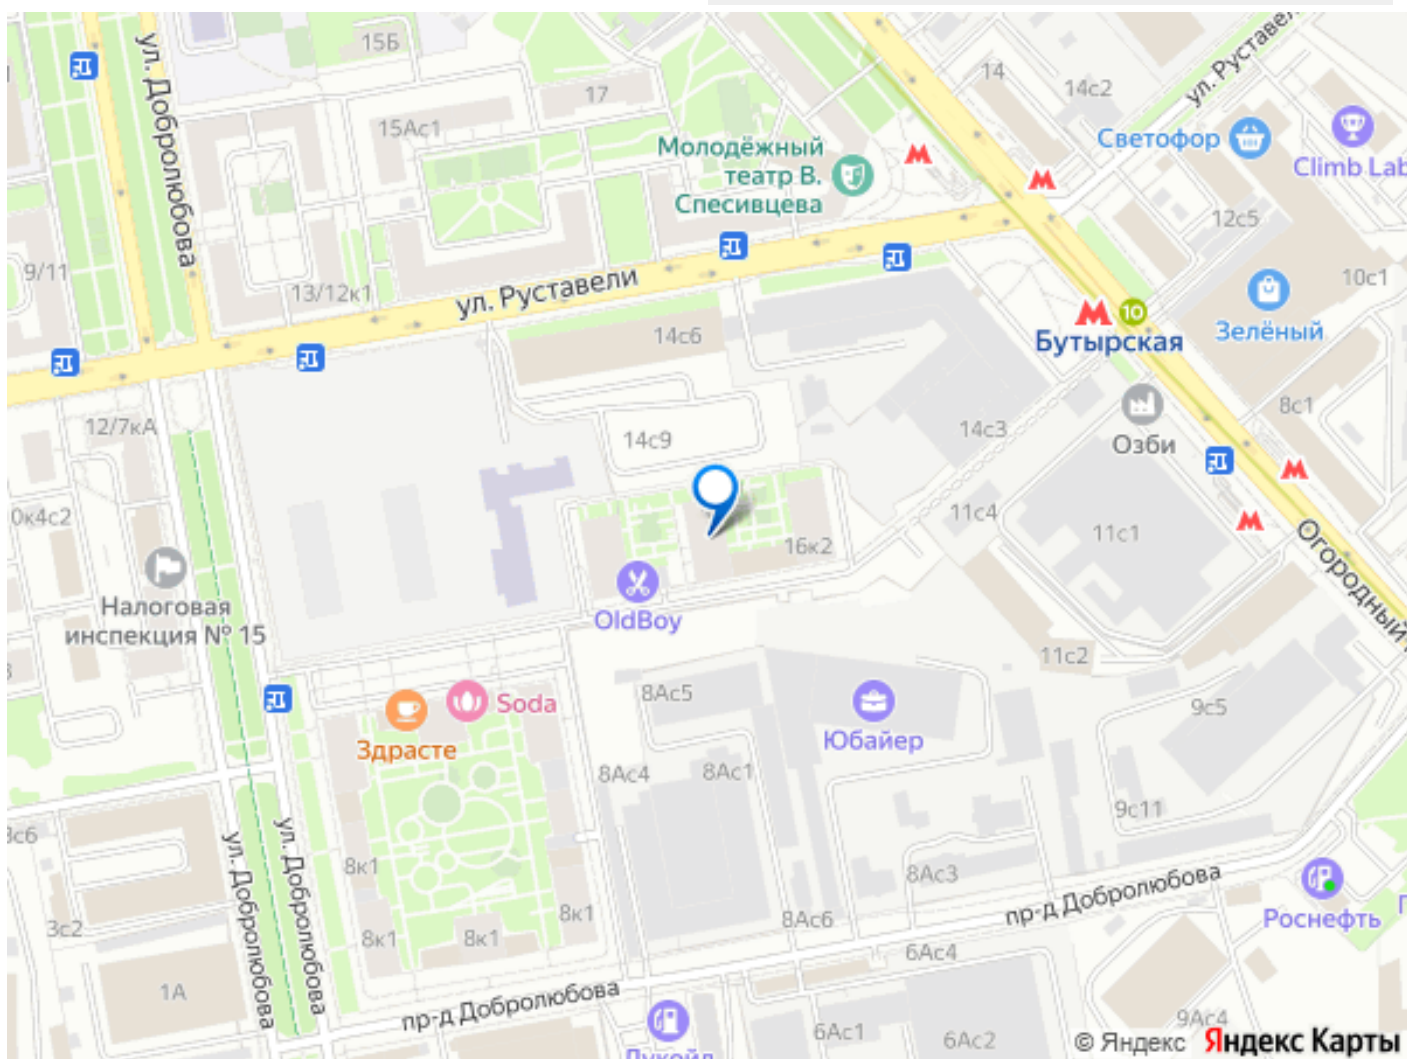 15Б
14
ул. Руставели
14с2
ул. Добролюбова
17
15Ас1
Светофор
Climb Lab
Молодёжный
театр В.
Спесивцева
12с5
9/11
10с1
13/12к1
ул. Руставели
10
Бутырская
Зелёный
14с6
8с1
12/7кА
14с9
14с3
Озби
0к4с2
11с4
11с1
16к2
Огородный
Налоговая
инспекция № 15
OldBoy
11с2
8Ас5
Soda
9с5
Здрасте
Юбайер
8Ас4
8Ас1
9с11
3с6
ул. Добролюбова
ул. Добролюбова
8к1
8Ас3
пр-д Добролюбова
3с2
8к1
8к1
8к1
8Ас6
Роснефть
6Ас4
1А
пр-д Добролюбова
6Ас1
6Ас2
9Ас4
Лукойл
© Яндекс Яндекс Карты